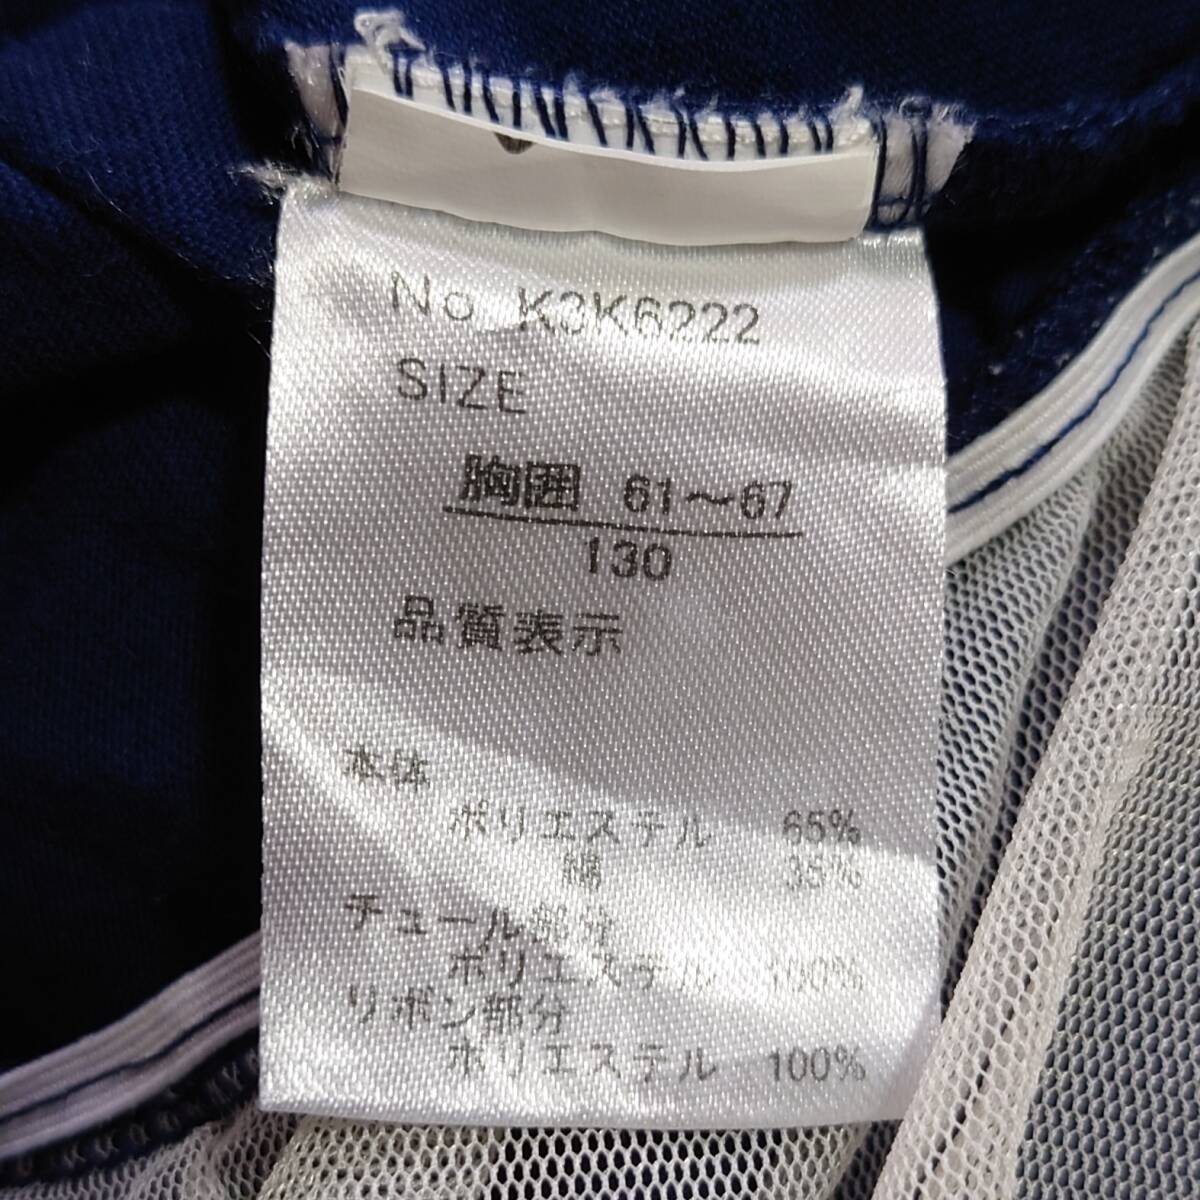 No K3K6222
SIZE
胸囲 61～67
130
品質表示
本体
ポリエステル 65%
綿 35%
チュール部分
ポリエステル 100%
リボン部分
ポリエステル 100%